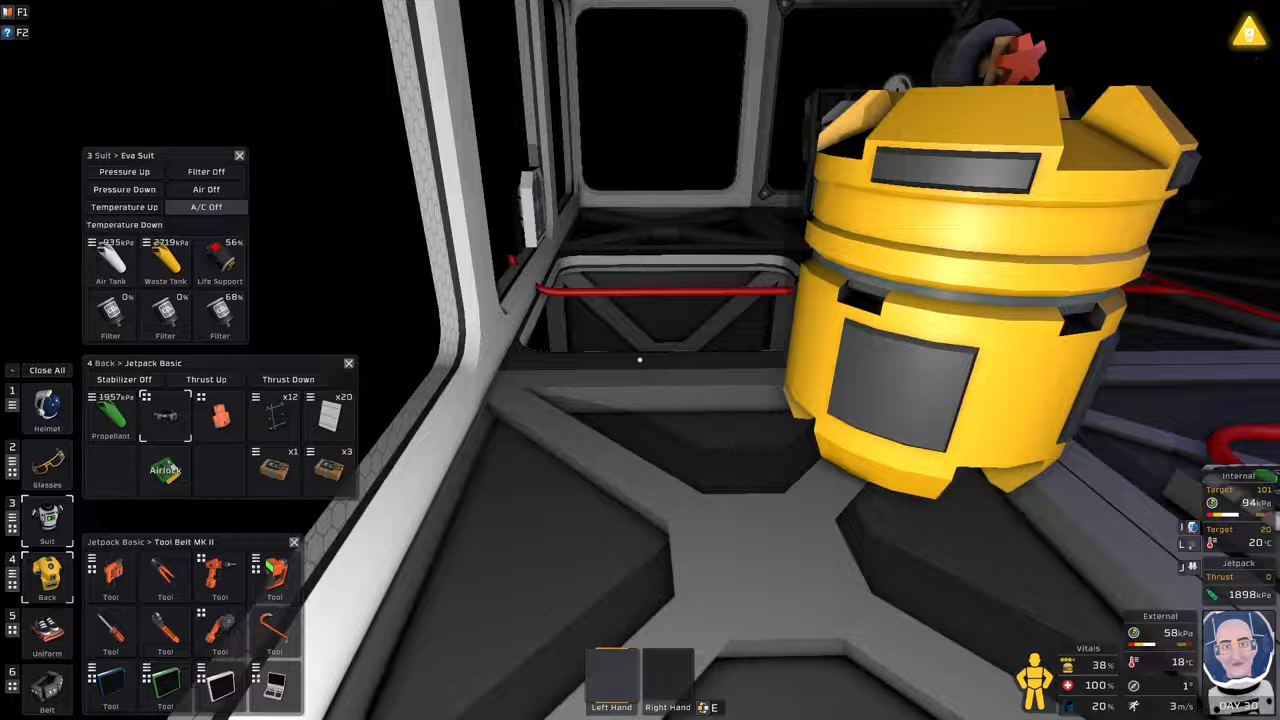 F1
F2
3 Suit > Eva Suit
Pressure Up Filter Off
Pressure Down Air Off
Temperature Up A/C Off
Temperature Down
935kPa 2719kPa 56%
Air Tank Waste Tank Life Support
0% 0% 68%
Filter Filter Filter
4 Back > Jetpack Basic
Stabilizer Off Thrust Up Thrust Down
1957kPa x12 x20
Propellant
x1 x3
Airlock
Jetpack Basic > Tool Belt MK II
Tool Tool Tool Tool
Tool Tool Tool Tool
Tool Tool Tool
~ Close All
1
Helmet
2
Glasses
3
Suit
4
Back
5
Uniform
6
Belt
Left Hand Right Hand E
Internal
Target 101
94kPa
Target 20
20°C
I
L
J
Jetpack
Thrust 0
1898kPa
External
58kPa
18°C
1°
3m/s
Vitals
38%
100%
20%
DAY 30